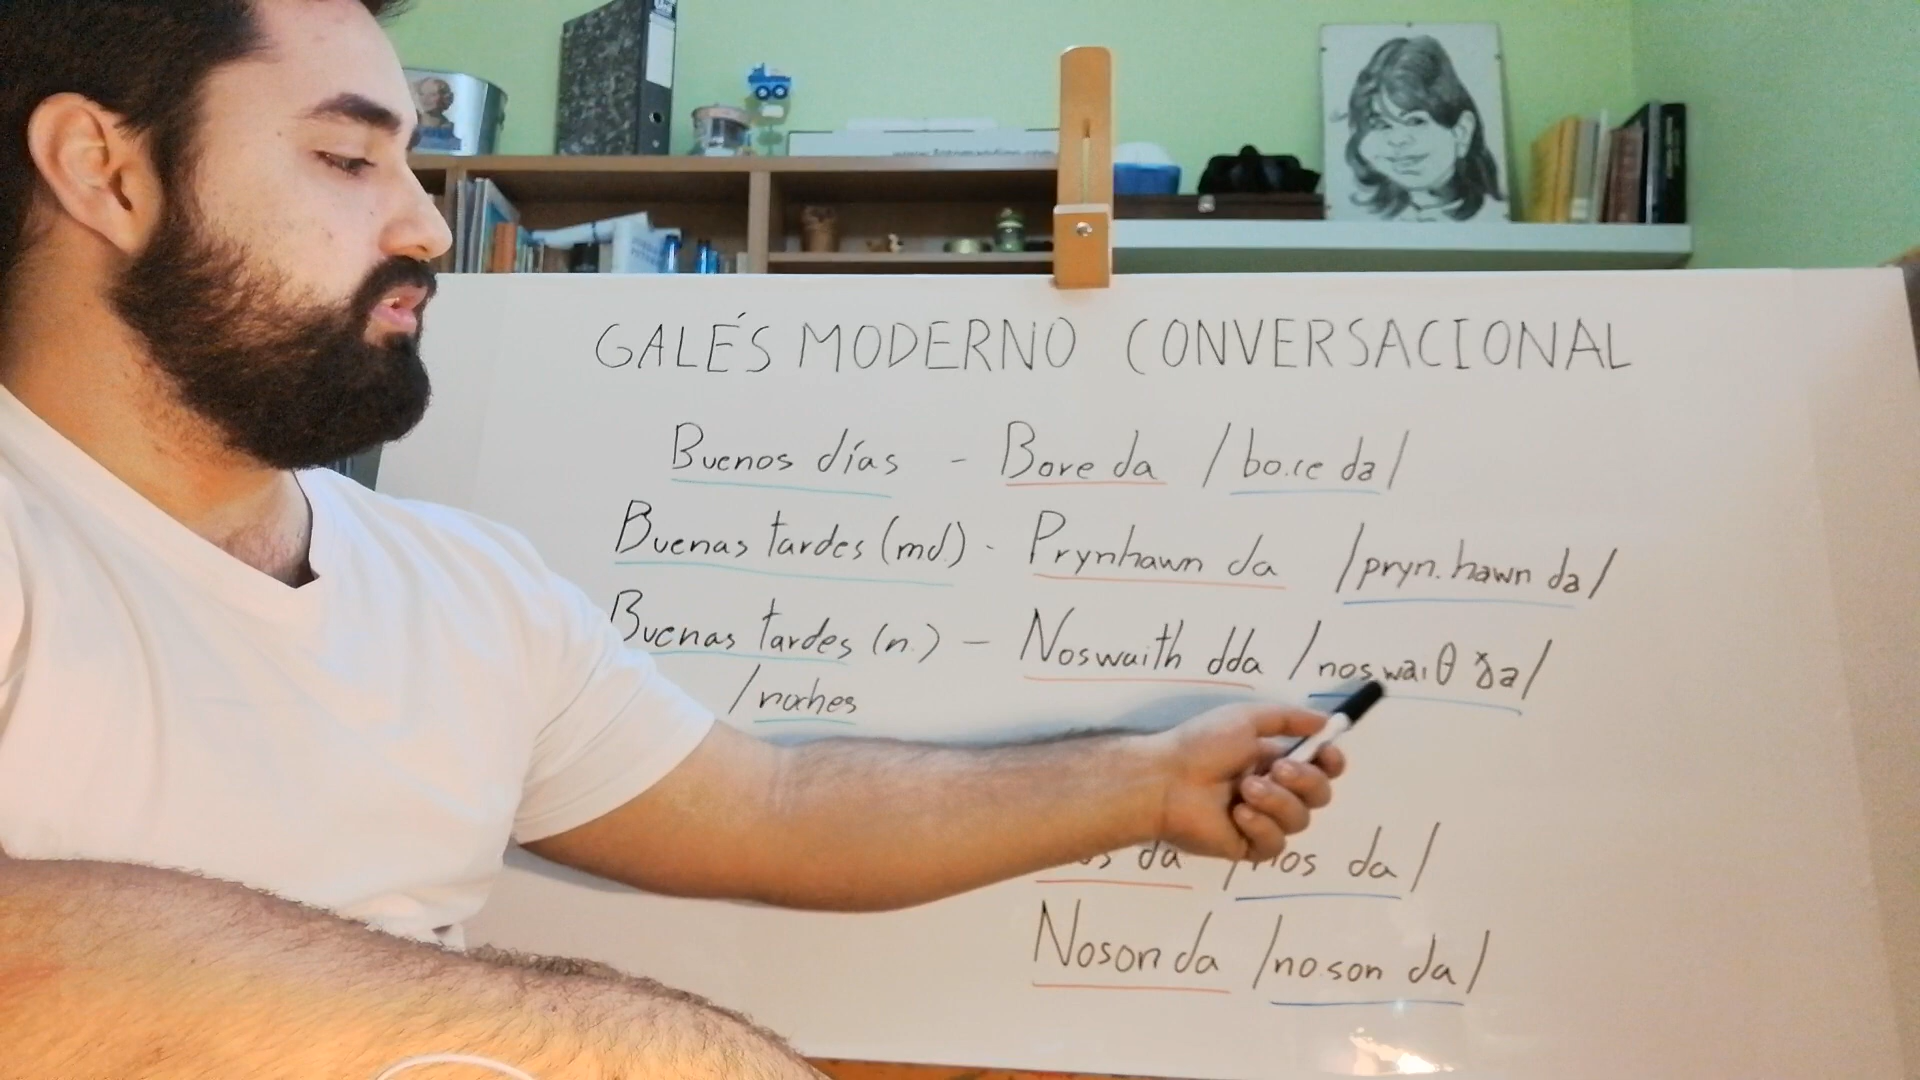 GALÉS MODERNO CONVERSACIONAL
Buenos días - Bore da /bo.ɾe da/
Buenas tardes (md.) - Prynhawn da /pryn.hawn da/
Buenas tardes (n.) - Noswaith dda /nos.waiθ ða/
/noches
da /nos da/
Noson da /no.son da/